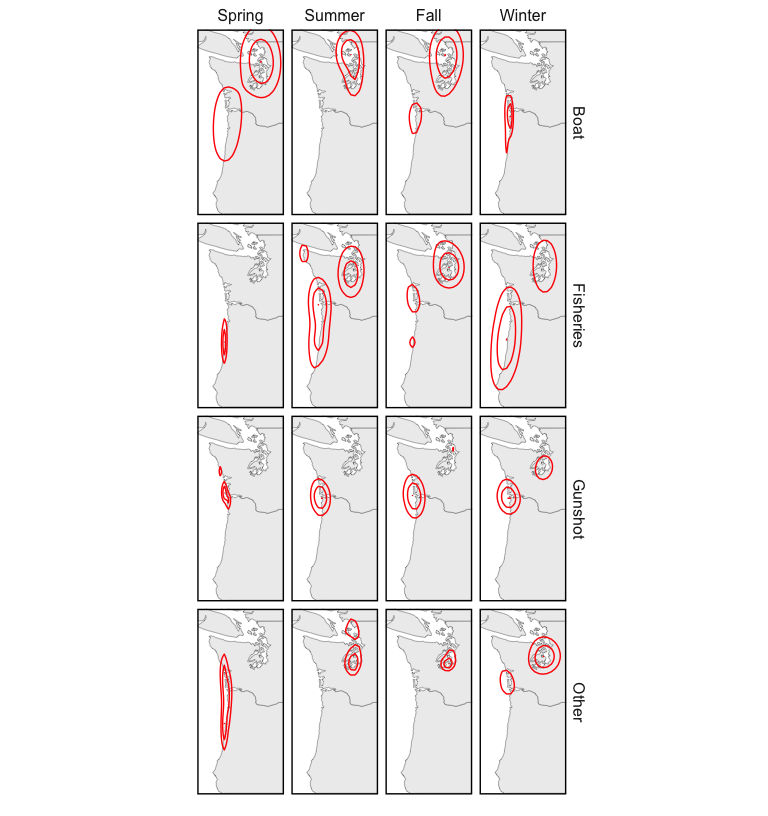 Spring Summer Fall Winter
Boat
Fisheries
Gunshot
Other